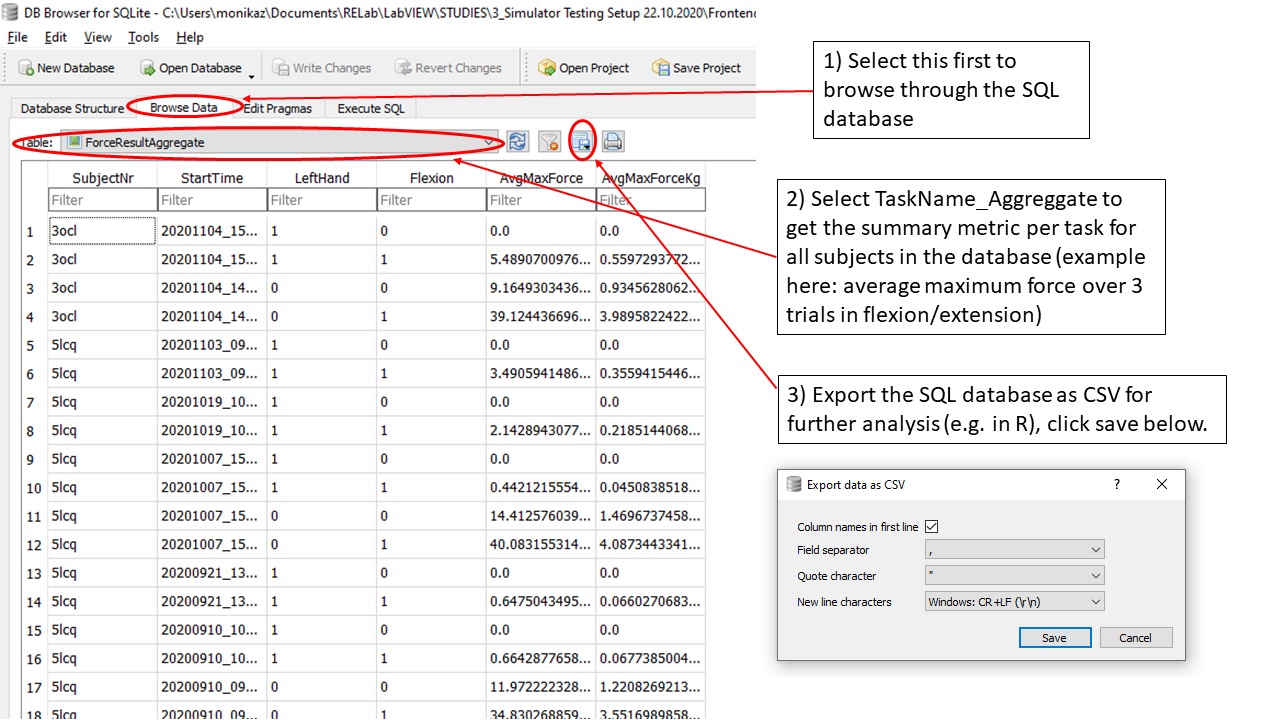 DB Browser for SQLite - C:\Users\monikaz\Documents\RELab\LabVIEW\STUDIES\3_Simulator Testing Setup 22.10.2020\Frontend
File Edit View Tools Help
New Database Open Database Write Changes Revert Changes Open Project Save Project
Database Structure Browse Data Edit Pragmas Execute SQL
Table: ForceResultAggregate
SubjectNr StartTime LeftHand Flexion AvgMaxForce AvgMaxForceKg
Filter Filter Filter Filter Filter Filter
1 3ocl 20201104_15... 1 0 0.0 0.0
2 3ocl 20201104_15... 1 1 5.4890700976... 0.5597293772...
3 3ocl 20201104_14... 0 0 9.1649303436... 0.9345628062...
4 3ocl 20201104_14... 0 1 39.124436696... 3.9895822422...
5 5lcq 20201103_09... 1 0 0.0 0.0
6 5lcq 20201103_09... 1 1 3.4905941486... 0.3559415446...
7 5lcq 20201019_10... 1 0 0.0 0.0
8 5lcq 20201019_10... 1 1 2.1428943077... 0.2185144068...
9 5lcq 20201007_15... 1 0 0.0 0.0
10 5lcq 20201007_15... 1 1 0.4421215554... 0.0450838518...
11 5lcq 20201007_15... 0 0 14.412576039... 1.4696737458...
12 5lcq 20201007_15... 0 1 40.083155314... 4.0873443341...
13 5lcq 20200921_13... 1 0 0.0 0.0
14 5lcq 20200921_13... 1 1 0.6475043495... 0.0660270683...
15 5lcq 20200910_10... 1 0 0.0 0.0
16 5lcq 20200910_10... 1 1 0.6642877658... 0.0677385004...
17 5lcq 20200910_09... 0 0 11.972222328... 1.2208269213...
18 5lcq 20200910_09... 0 1 34.830268859... 3.5516989858...
1) Select this first to
browse through the SQL
database
2) Select TaskName_Aggreggate to
get the summary metric per task for
all subjects in the database (example
here: average maximum force over 3
trials in flexion/extension)
3) Export the SQL database as CSV for
further analysis (e.g. in R), click save below.
Export data as CSV ?
Column names in first line
Field separator ,
Quote character "
New line characters Windows: CR+LF (\r\n)
Save Cancel